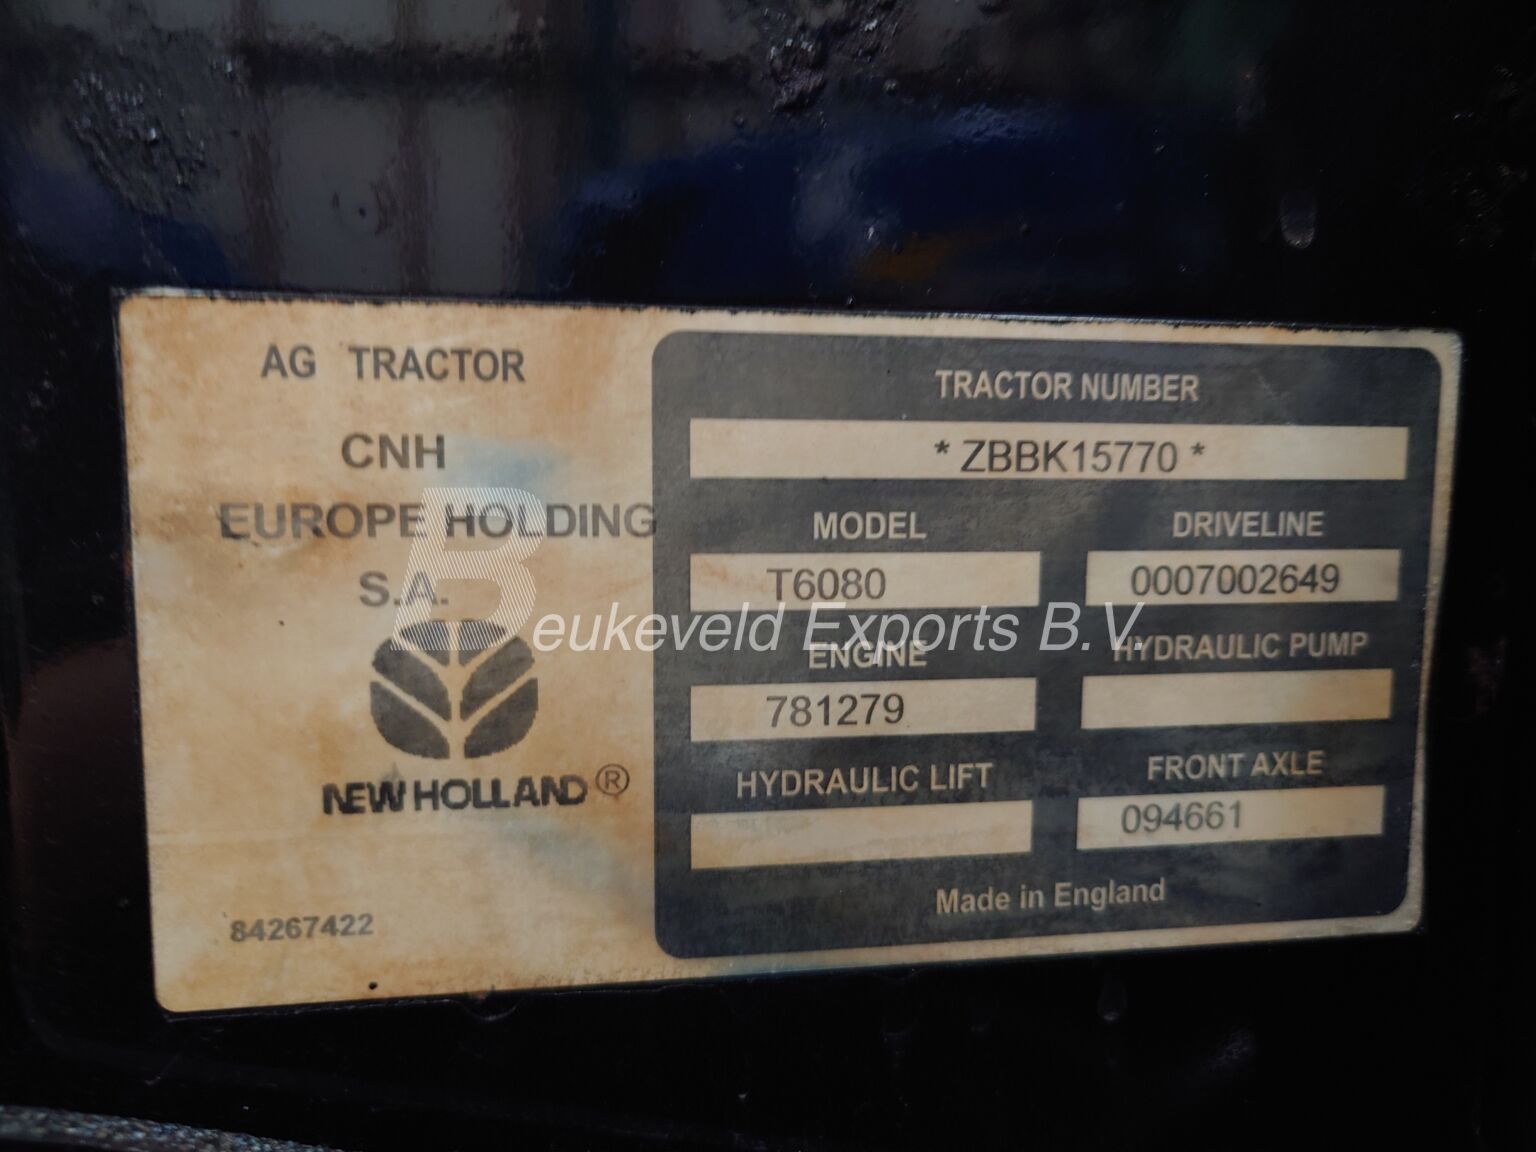 AG TRACTOR
CNH
EUROPE HOLDING
S.A.
NEW HOLLAND ®
84267422
TRACTOR NUMBER
* ZBBK15770 *
MODEL
T6080
DRIVELINE
0007002649
ENGINE
781279
HYDRAULIC PUMP
HYDRAULIC LIFT
FRONT AXLE
094661
Made in England
Beukeveld Exports B.V.